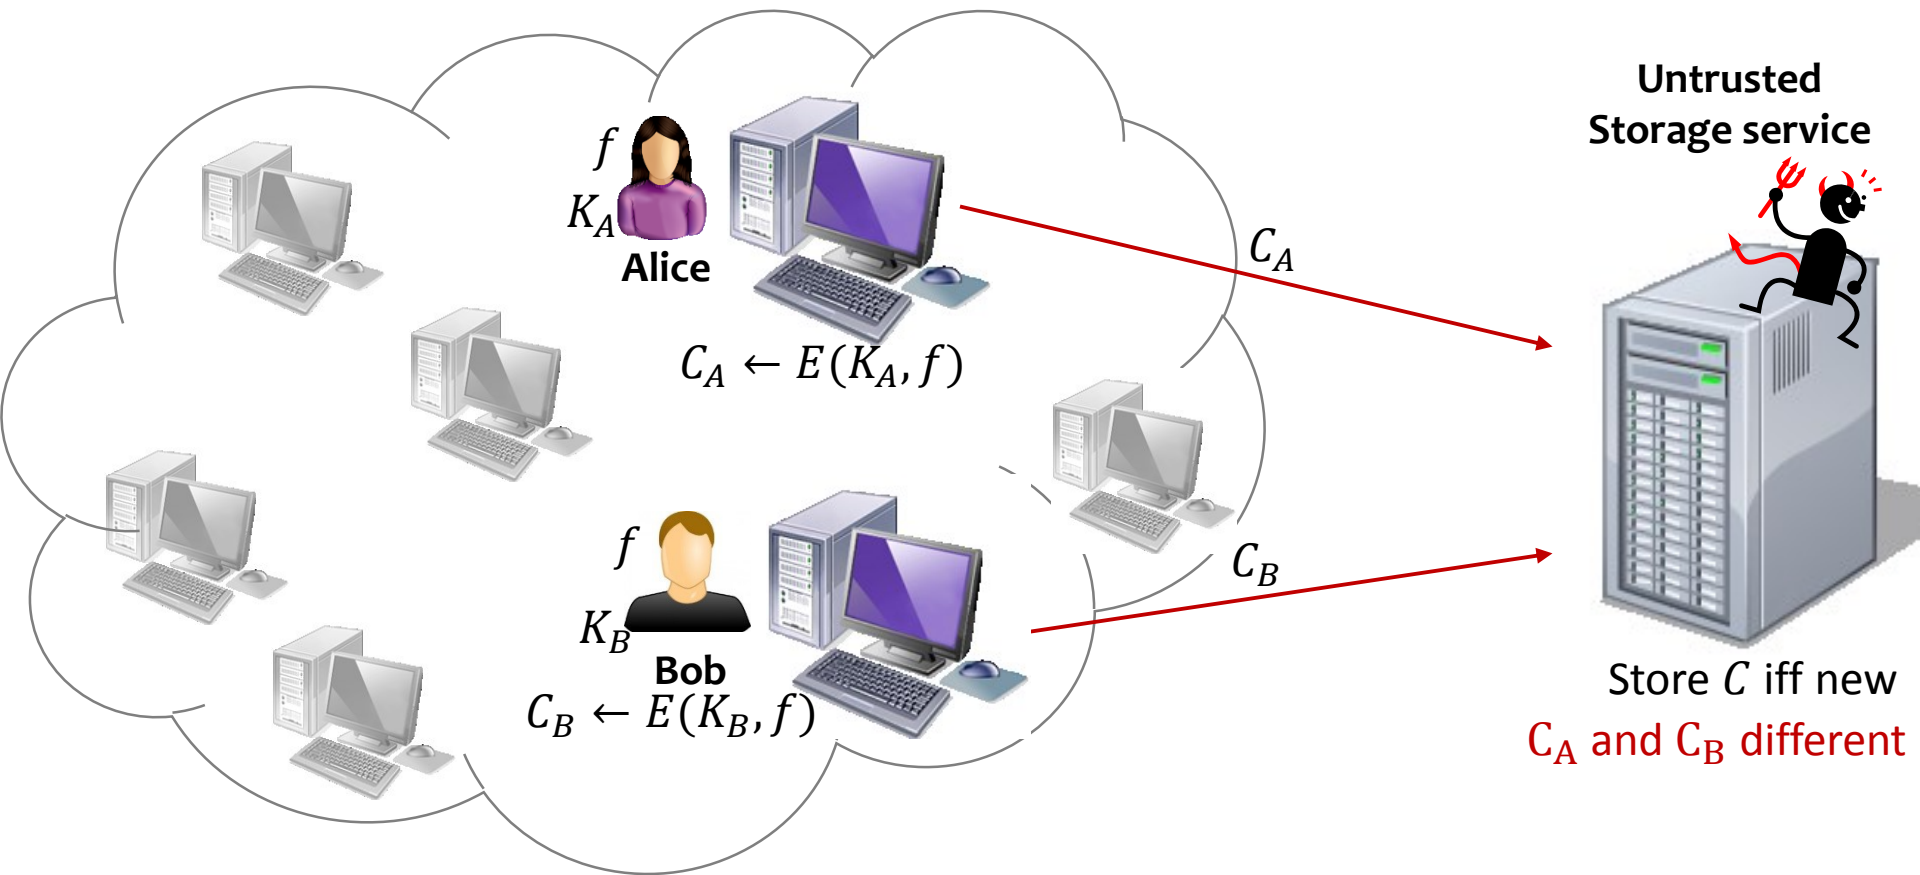 Untrusted
Storage service
f
K_A
Alice
C_A ← E(K_A, f)
C_A
f
K_B
Bob
C_B ← E(K_B, f)
C_B
Store C iff new
C_A and C_B different